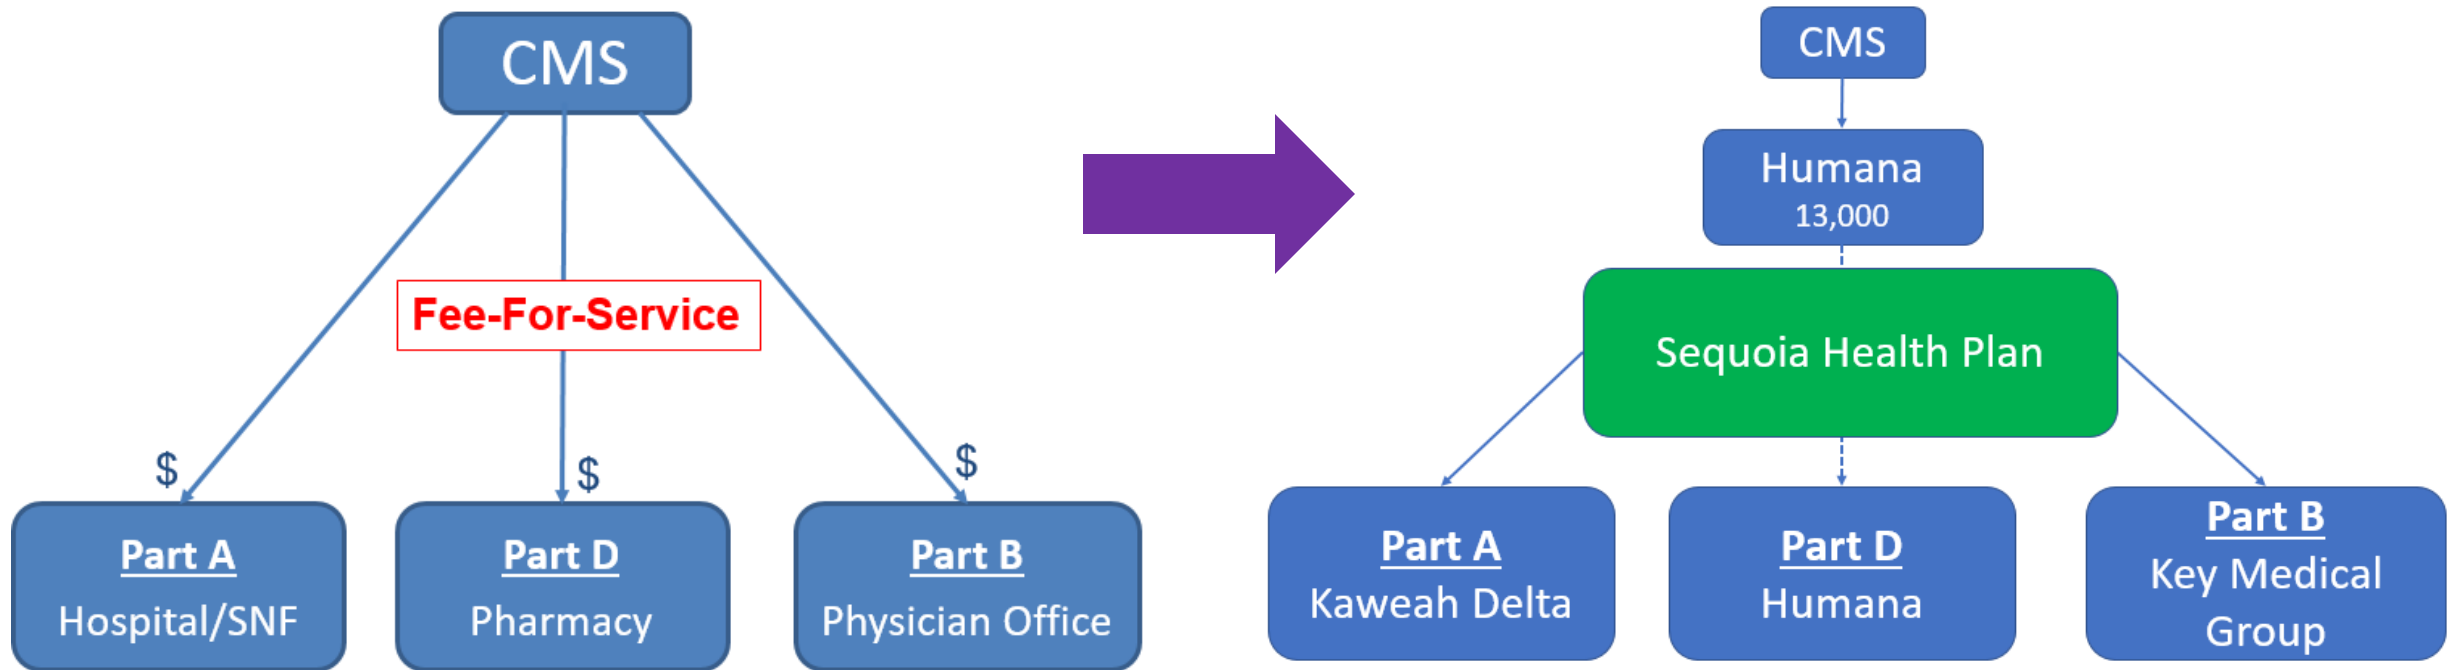 CMS
Fee-For-Service
$
$
$
Part A
Hospital/SNF
Part D
Pharmacy
Part B
Physician Office
CMS
Humana
13,000
Sequoia Health Plan
Part A
Kaweah Delta
Part D
Humana
Part B
Key Medical
Group